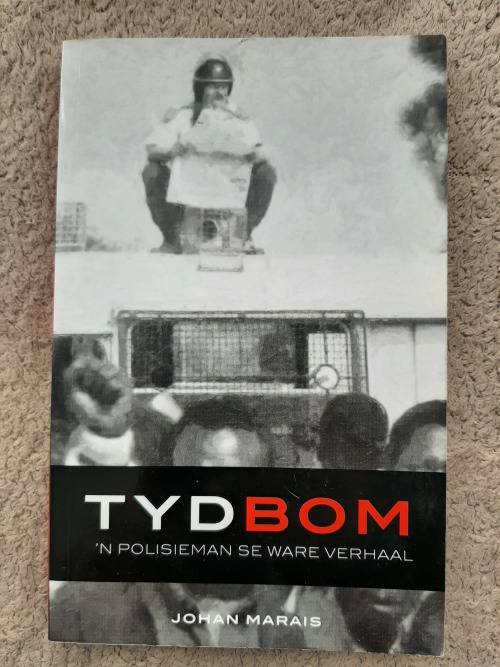 TYDBOM
'N POLISIEMAN SE WARE VERHAAL
JOHAN MARAIS